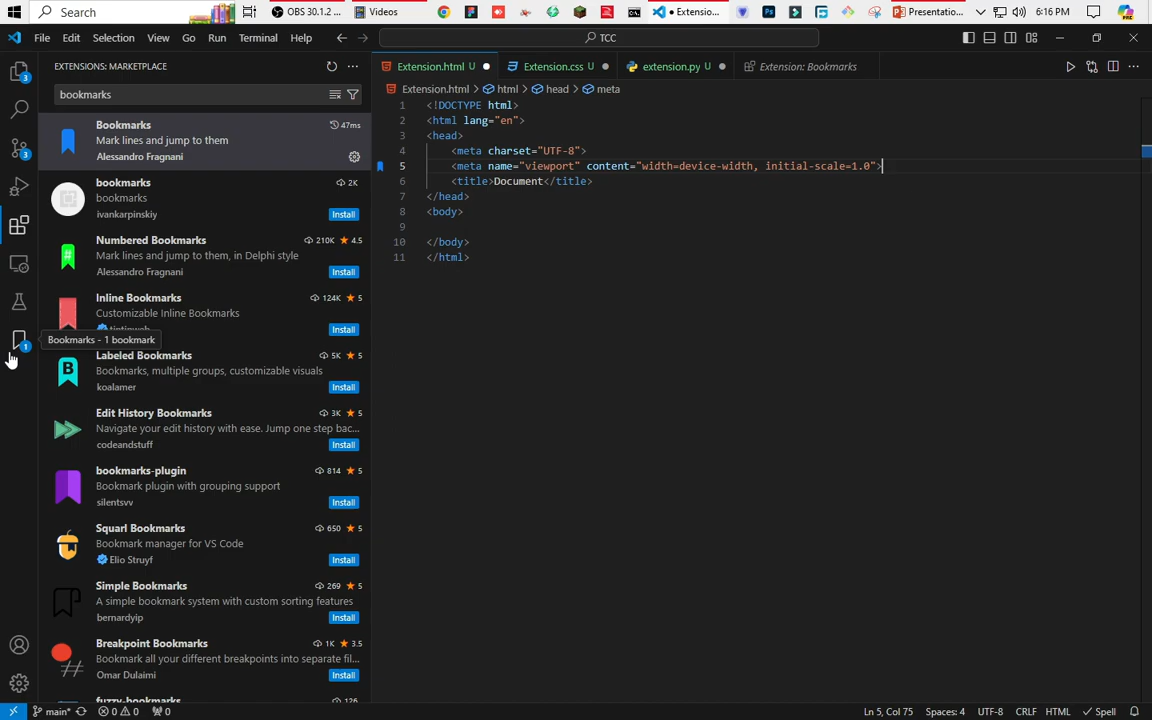 Search
OBS 30.1.2 ...
Videos
• Extensio...
Presentatio...
6:16 PM
File Edit Selection View Go Run Terminal Help
TCC
EXTENSIONS: MARKETPLACE
bookmarks
Bookmarks
47ms
Mark lines and jump to them
Alessandro Fragnani
bookmarks
2K
bookmarks
ivankarpinskiy
Install
Numbered Bookmarks
210K ★ 4.5
Mark lines and jump to them, in Delphi style
Alessandro Fragnani
Install
Inline Bookmarks
124K ★ 5
Customizable Inline Bookmarks
Install
Bookmarks - 1 bookmark
Labeled Bookmarks
5K ★ 5
Bookmarks, multiple groups, customizable visuals
koalamer
Install
Edit History Bookmarks
3K ★ 5
Navigate your edit history with ease. Jump one step bac...
codeandstuff
Install
bookmarks-plugin
814 ★ 5
Bookmark plugin with grouping support
silentsvv
Install
Squarl Bookmarks
650 ★ 5
Bookmark manager for VS Code
Elio Struyf
Install
Simple Bookmarks
269 ★ 5
A simple bookmark system with custom sorting features
bernardyip
Install
Breakpoint Bookmarks
1K ★ 3.5
Bookmark all your different breakpoints into separate fil...
Omar Dulaimi
Install
fuzzy-bookmarks
126
3
3
1
Extension.html U
Extension.css U
extension.py U
Extension: Bookmarks
Extension.html > html > head > meta
1 <!DOCTYPE html>
2 <html lang="en">
3 <head>
4 <meta charset="UTF-8">
5 <meta name="viewport" content="width=device-width, initial-scale=1.0">
6 <title>Document</title>
7 </head>
8 <body>
9
10 </body>
11 </html>
main* 0 0 0
Ln 5, Col 75 Spaces: 4 UTF-8 CRLF HTML Spell